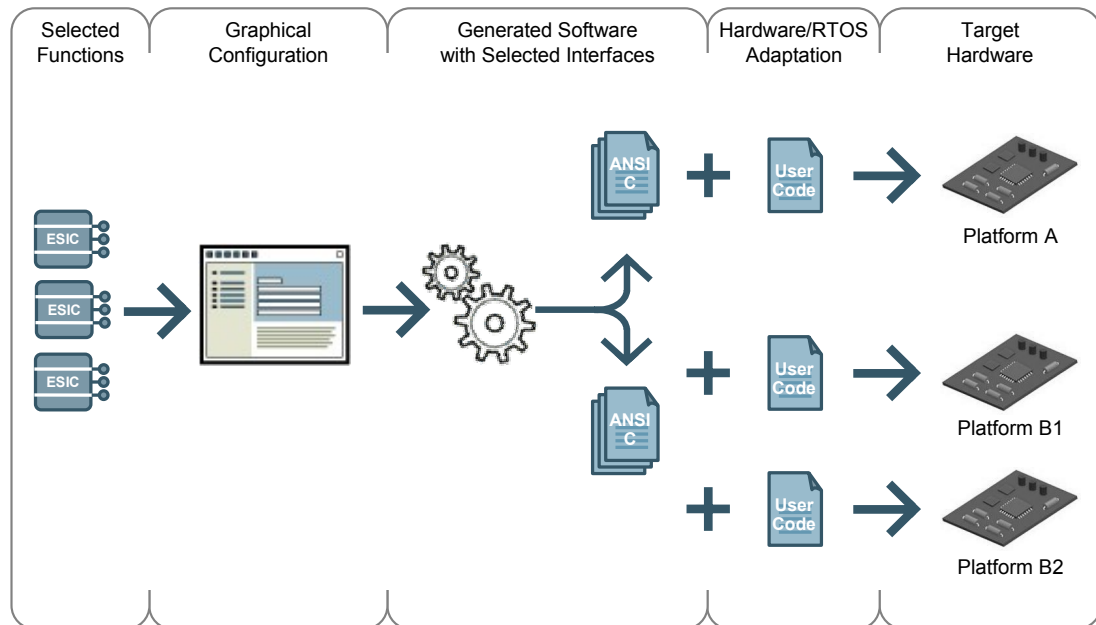 Selected
Functions
Graphical
Configuration
Generated Software
with Selected Interfaces
Hardware/RTOS
Adaptation
Target
Hardware
ESIC
ESIC
ESIC
ANSI
C
User
Code
Platform A
ANSI
C
User
Code
Platform B1
User
Code
Platform B2